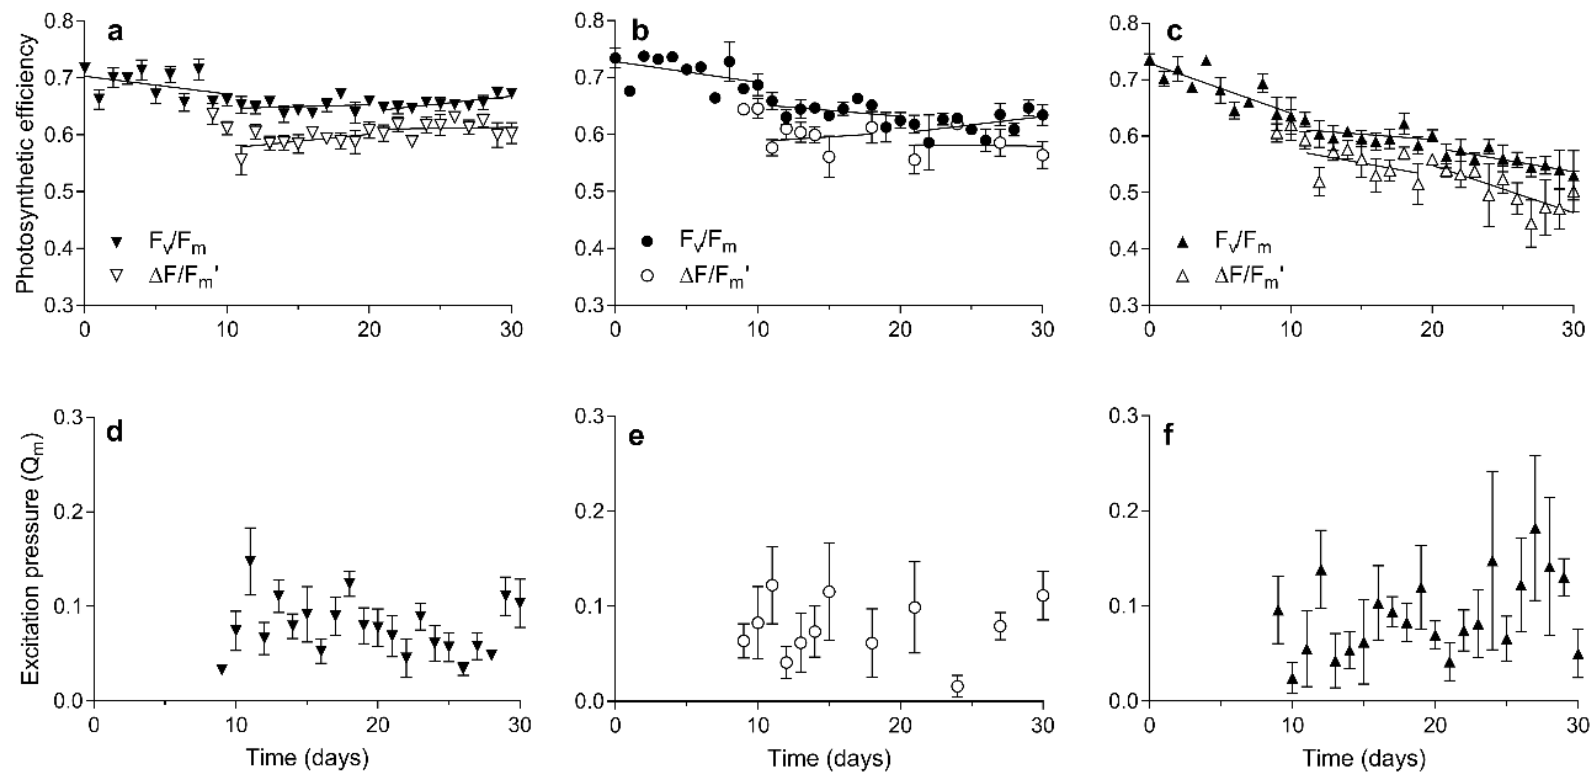 a
b
c
Photosynthetic efficiency
0.8
0.7
0.6
0.5
0.4
0.3
Fv/Fm
ΔF/Fm'
0 10 20 30
0.8
0.7
0.6
0.5
0.4
0.3
Fv/Fm
ΔF/Fm'
0 10 20 30
0.8
0.7
0.6
0.5
0.4
0.3
Fv/Fm
ΔF/Fm'
0 10 20 30
d
e
f
Excitation pressure (Qm)
0.3
0.2
0.1
0.0
0 10 20 30
Time (days)
0.3
0.2
0.1
0.0
0 10 20 30
Time (days)
0.3
0.2
0.1
0.0
0 10 20 30
Time (days)